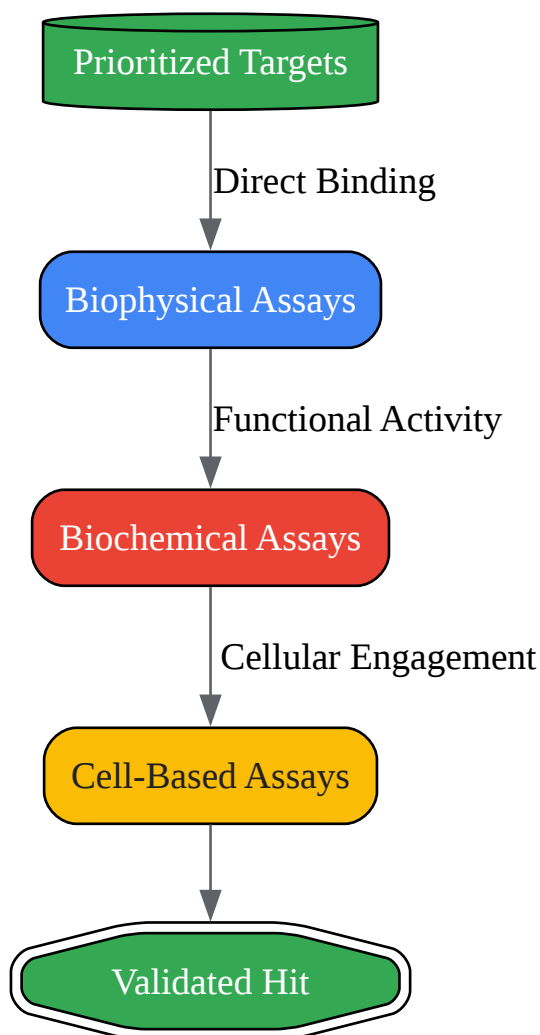 Prioritized Targets
Direct Binding
Biophysical Assays
Functional Activity
Biochemical Assays
Cellular Engagement
Cell-Based Assays
Validated Hit